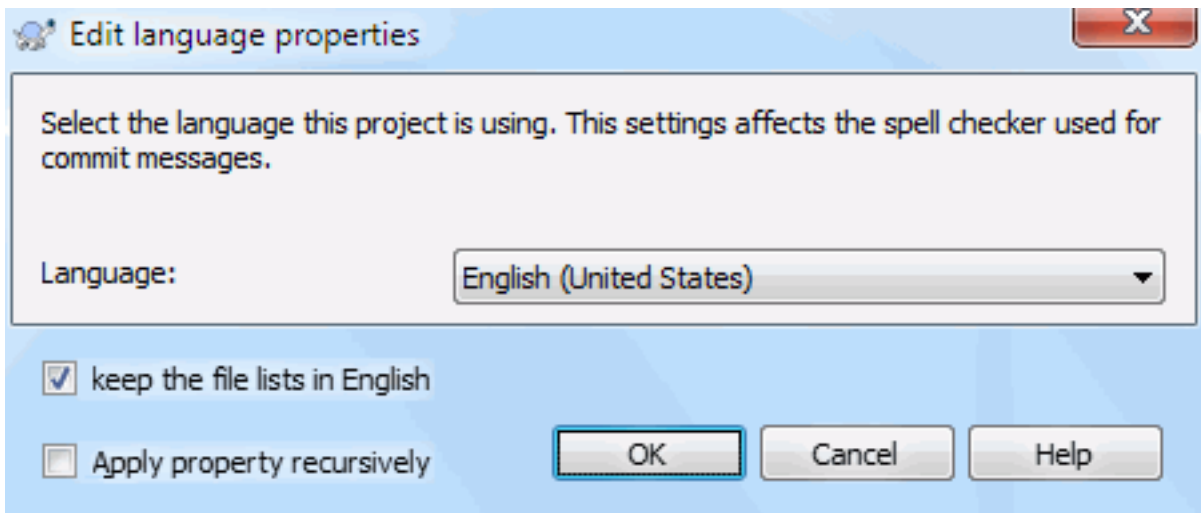 Edit language properties
Select the language this project is using. This settings affects the spell checker used for
commit messages.
Language:
English (United States)
keep the file lists in English
Apply property recursively
OK
Cancel
Help